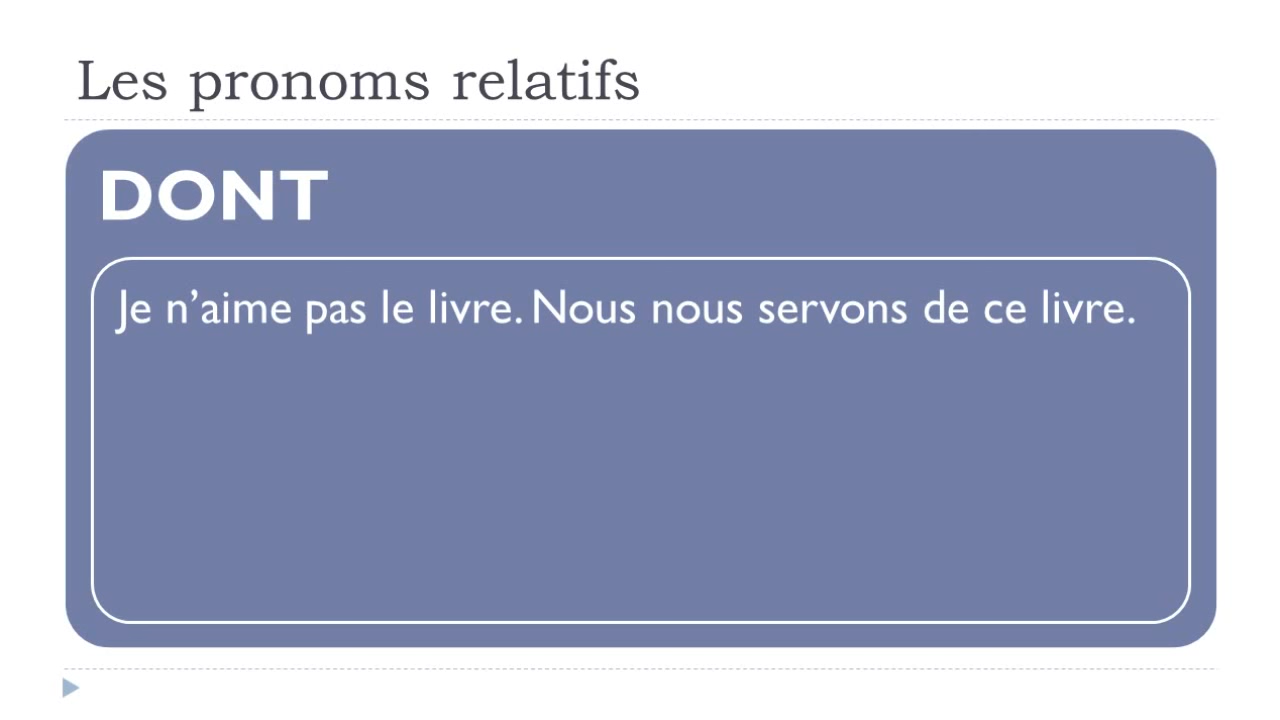 Les pronoms relatifs
DONT
Je n’aime pas le livre. Nous nous servons de ce livre.